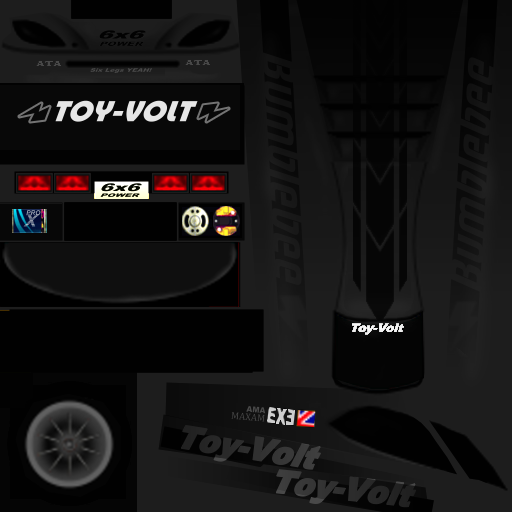 6x6
POWER
ATA ATA
Six Legs YEAH!
TOY-VOLT
6x6
POWER
PRO
X
Bumblebee
Bumblebee
Toy-Volt
AMA
MAXAM
EXE
Toy-Volt
Toy-Volt